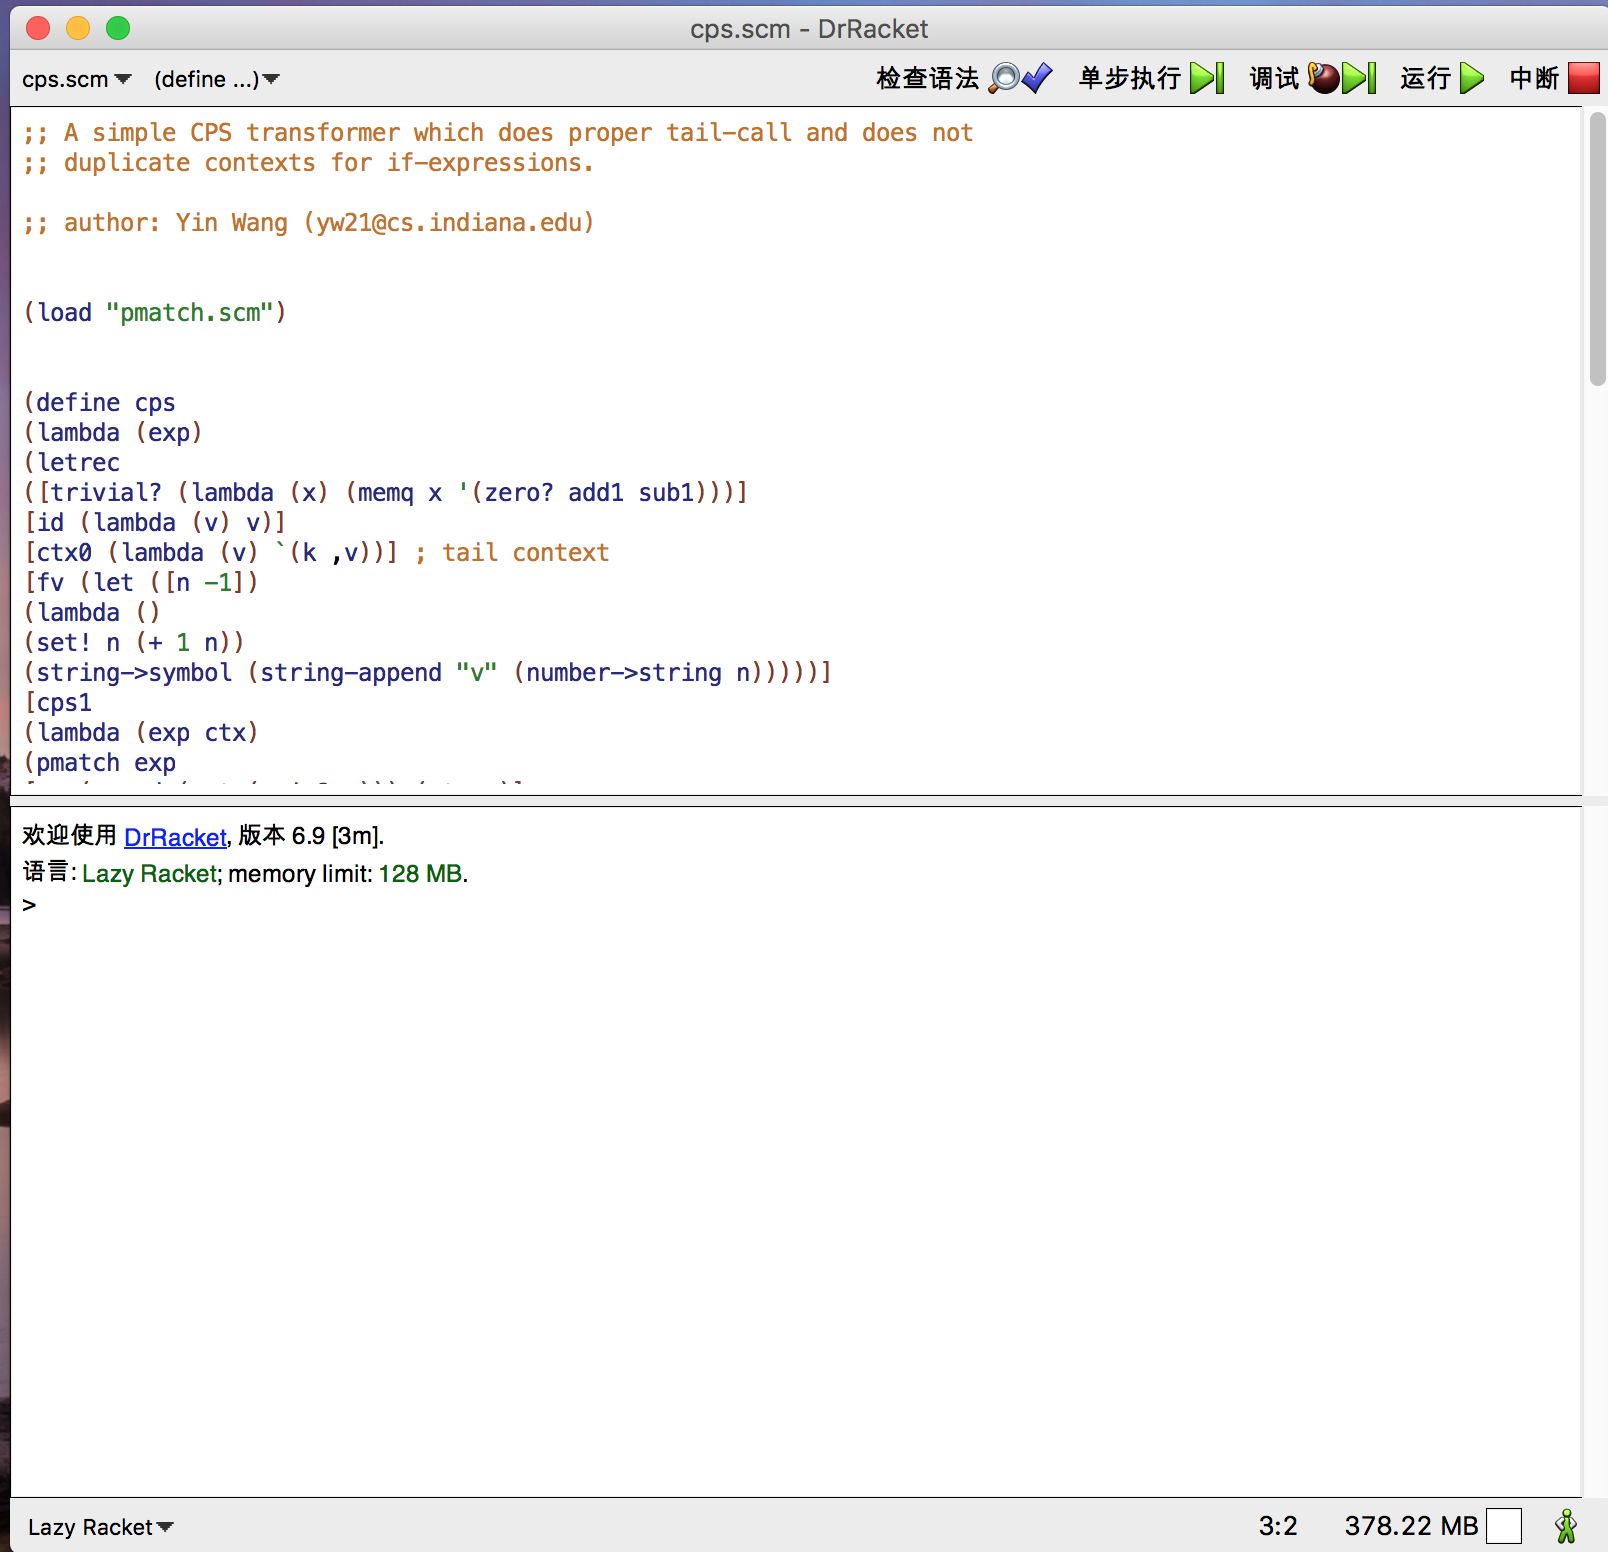 cps.scm - DrRacket
cps.scm (define ...) 检查语法 单步执行 调试 运行 中断
;; A simple CPS transformer which does proper tail-call and does not
;; duplicate contexts for if-expressions.
;; author: Yin Wang (yw21@cs.indiana.edu)
(load "pmatch.scm")
(define cps
(lambda (exp)
(letrec
([trivial? (lambda (x) (memq x '(zero? add1 sub1)))]
[id (lambda (v) v)]
[ctx0 (lambda (v) `(k ,v))] ; tail context
[fv (let ([n -1])
(lambda ()
(set! n (+ 1 n))
(string->symbol (string-append "v" (number->string n)))))]
[cps1
(lambda (exp ctx)
(pmatch exp
欢迎使用 DrRacket, 版本 6.9 [3m].
语言: Lazy Racket; memory limit: 128 MB.
>
Lazy Racket 3:2 378.22 MB